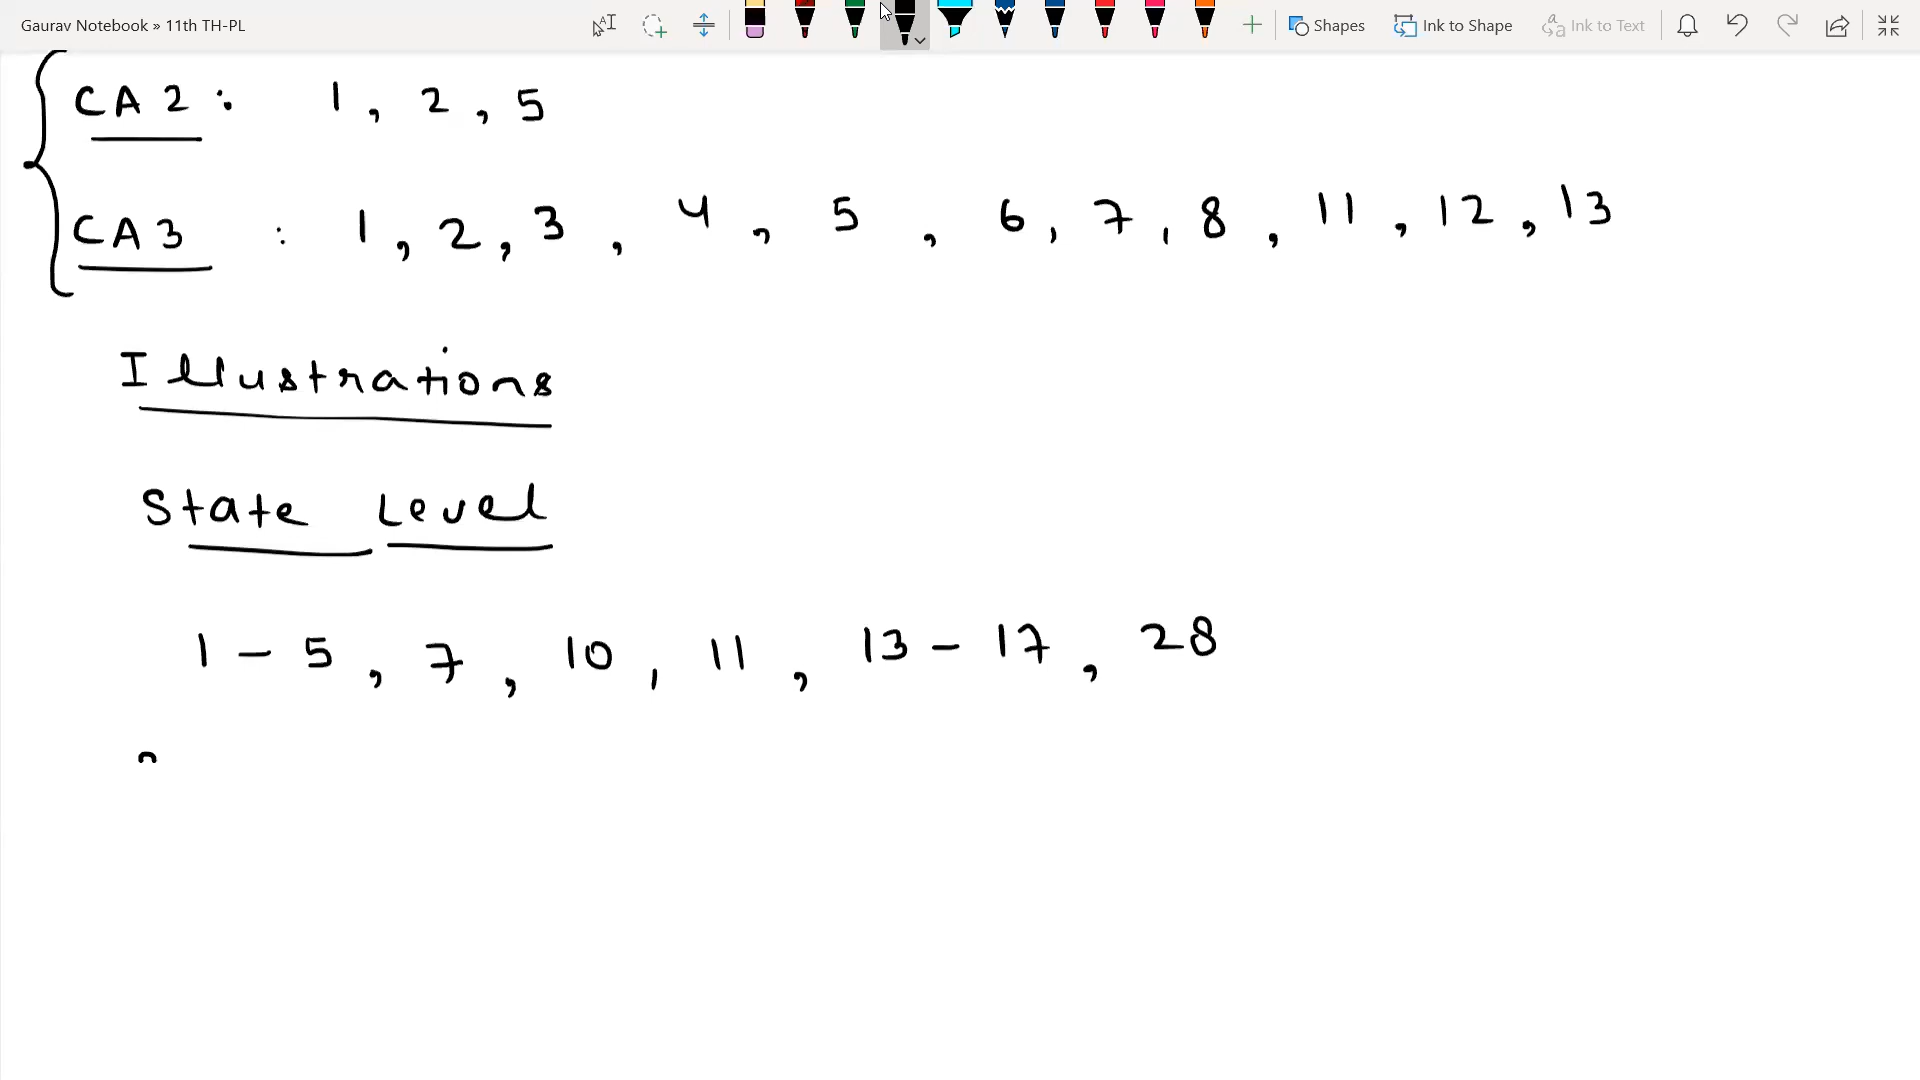 Gaurav Notebook » 11th TH-PL Shapes Ink to Shape Ink to Text
CA2 : 1, 2, 5
CA3 : 1, 2, 3, 4, 5, 6, 7, 8, 11, 12, 13
Illustrations
State Level
1 - 5, 7, 10, 11, 13 - 17, 28